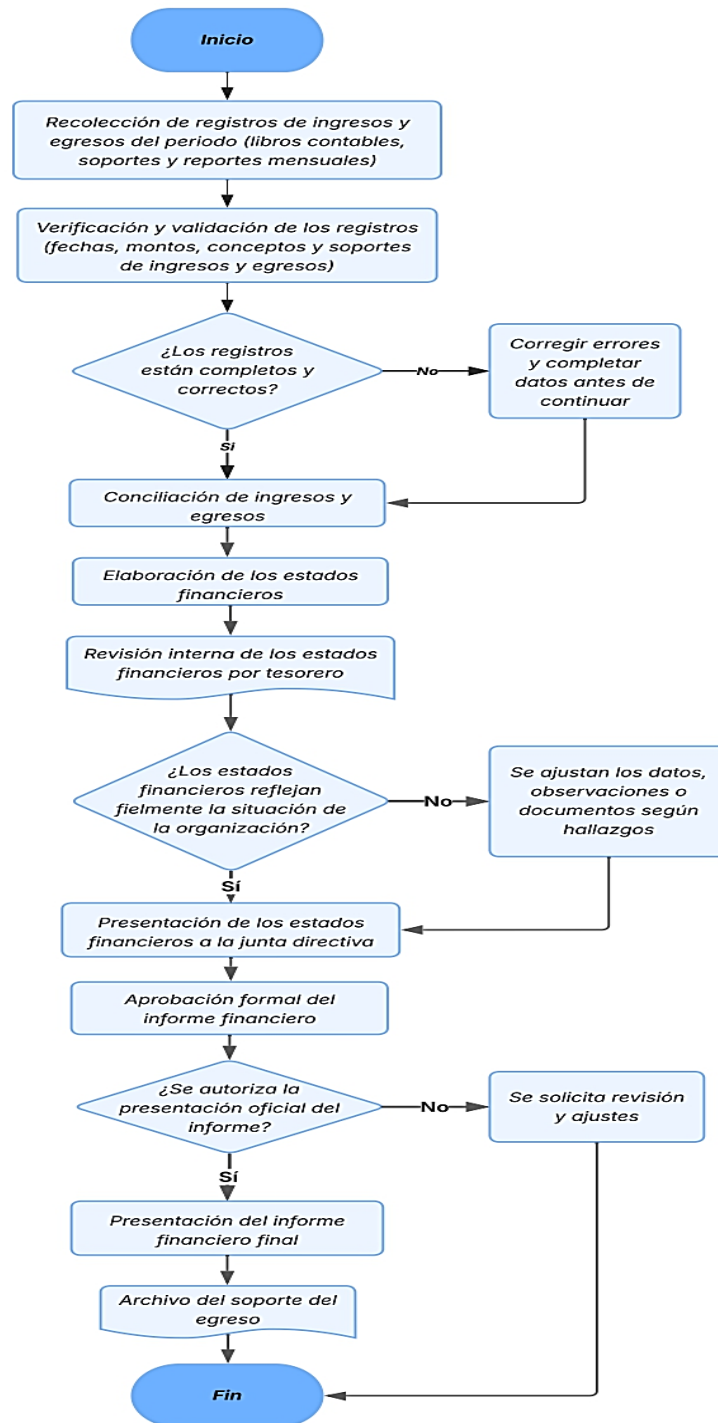 Inicio
Recolección de registros de ingresos y
egresos del periodo (libros contables,
soportes y reportes mensuales)
Verificación y validación de los registros
(fechas, montos, conceptos y soportes
de ingresos y egresos)
¿Los registros
están completos y
correctos?
No
Corregir errores
y completar
datos antes de
continuar
Si
Conciliación de ingresos y
egresos
Elaboración de los estados
financieros
Revisión interna de los estados
financieros por tesorero
¿Los estados
financieros reflejan
fielmente la situación de
la organización?
No
Se ajustan los datos,
observaciones o
documentos según
hallazgos
Sí
Presentación de los estados
financieros a la junta directiva
Aprobación formal del
informe financiero
¿Se autoriza la
presentación oficial del
informe?
No
Se solicita revisión
y ajustes
Sí
Presentación del informe
financiero final
Archivo del soporte del
egreso
Fin